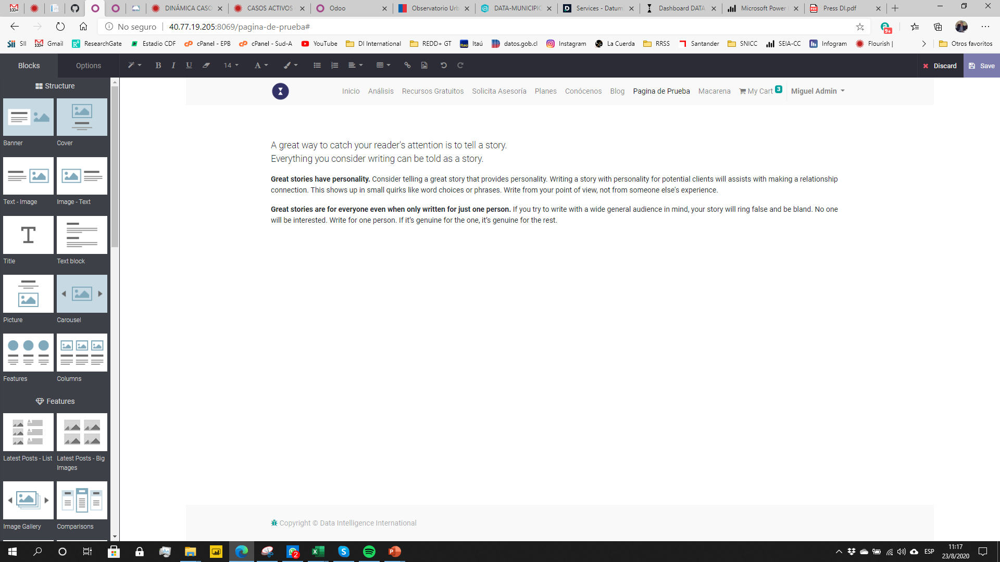 DINÁMICA CASO
CASOS ACTIVOS
Odoo
Observatorio Urb
DATA-MUNICIPIO
Services - Datum
Dashboard DATA
Microsoft Power
Press DI.pdf
No seguro | 40.77.19.205:8069/pagina-de-prueba#
9+
SII Gmail ResearchGate Estadio CDF cPanel - EPB cPanel - Sud-A YouTube DI International REDD+ GT Itaú datos.gob.cl Instagram La Cuerda RRSS Santander SNICC SEIA-CC Infogram Flourish | Otros favoritos
Blocks Options B I U 14 A Discard Save
Structure
Inicio Análisis Recursos Gratuitos Solicita Asesoría Planes Conócenos Blog Pagina de Prueba Macarena My Cart 3 Miguel Admin
Banner Cover
Text - Image Image - Text
Title Text block
Picture Carousel
Features Columns
Features
Latest Posts - List Latest Posts - Big
Images
Image Gallery Comparisons
A great way to catch your reader's attention is to tell a story.
Everything you consider writing can be told as a story.
Great stories have personality. Consider telling a great story that provides personality. Writing a story with personality for potential clients will assists with making a relationship
connection. This shows up in small quirks like word choices or phrases. Write from your point of view, not from someone else's experience.
Great stories are for everyone even when only written for just one person. If you try to write with a wide general audience in mind, your story will ring false and be bland. No one
will be interested. Write for one person. If it’s genuine for the one, it’s genuine for the rest.
Copyright © Data Intelligence International
2
ESP
11:17
23/8/2020